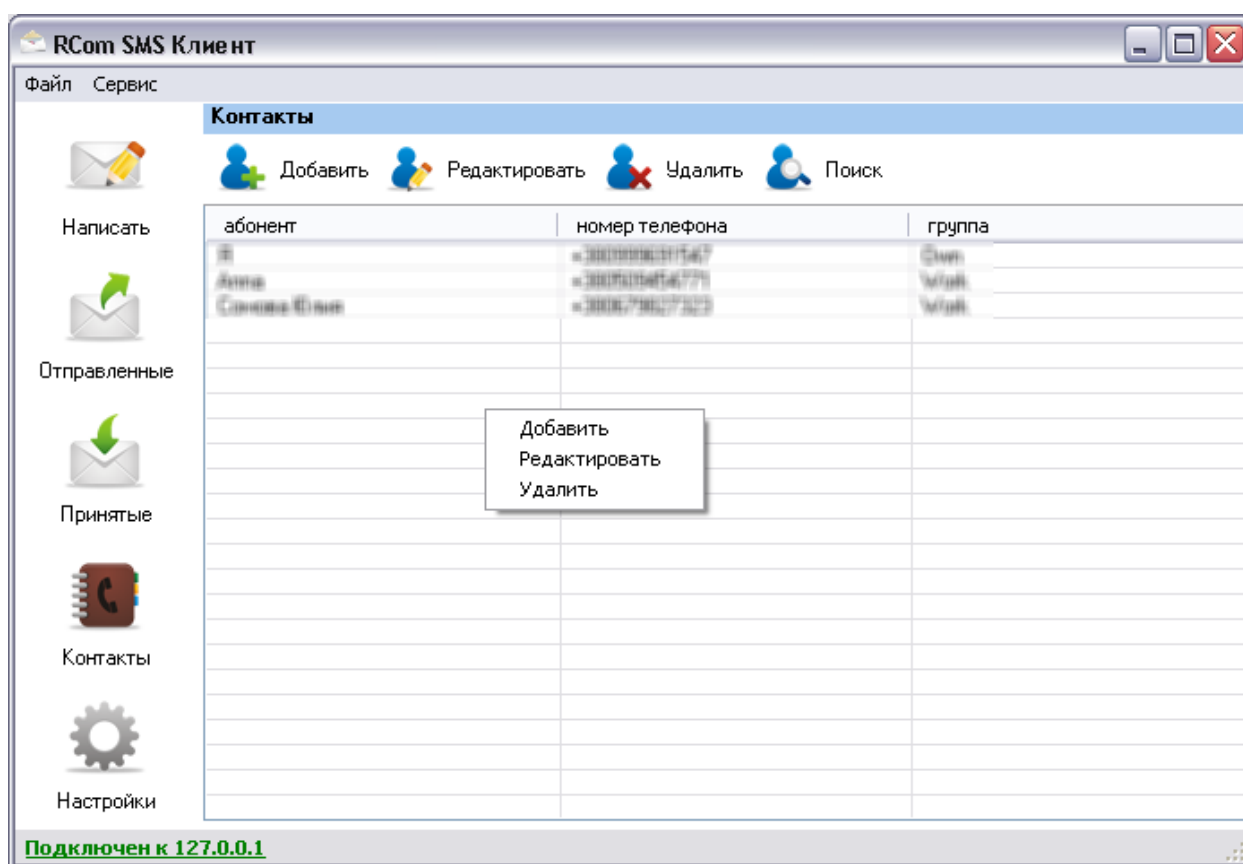 RCom SMS Клиент
Файл Сервис
Контакты
Добавить Редактировать Удалить Поиск
абонент номер телефона группа
Написать
Отправленные
Принятые
Контакты
Настройки
Добавить
Редактировать
Удалить
Подключен к 127.0.0.1